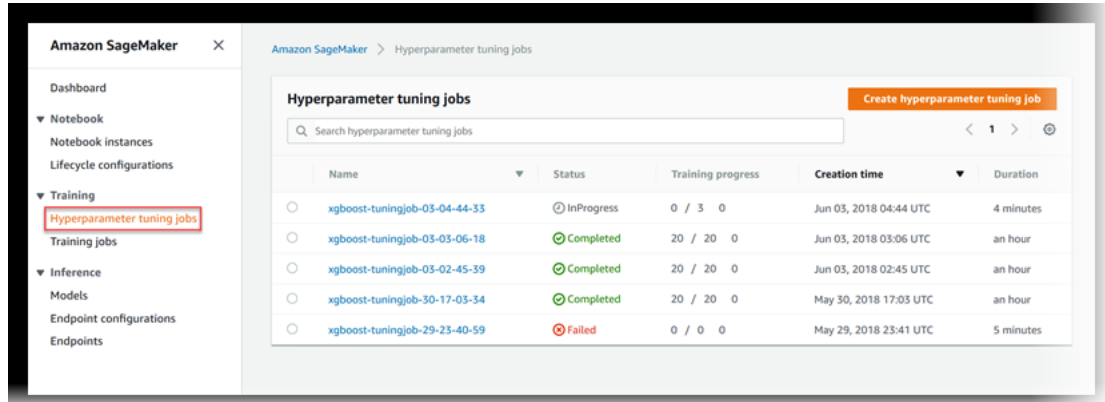 Amazon SageMaker ×
Dashboard
Notebook
Notebook instances
Lifecycle configurations
Training
Hyperparameter tuning jobs
Training jobs
Inference
Models
Endpoint configurations
Endpoints
Amazon SageMaker > Hyperparameter tuning jobs
Hyperparameter tuning jobs
Create hyperparameter tuning job
Search hyperparameter tuning jobs
< 1 >
Name Status Training progress Creation time Duration
xgboost-tuningjob-03-04-44-33 InProgress 0 / 3 0 Jun 03, 2018 04:44 UTC 4 minutes
xgboost-tuningjob-03-03-06-18 Completed 20 / 20 0 Jun 03, 2018 03:06 UTC an hour
xgboost-tuningjob-03-02-45-39 Completed 20 / 20 0 Jun 03, 2018 02:45 UTC an hour
xgboost-tuningjob-30-17-03-34 Completed 20 / 20 0 May 30, 2018 17:03 UTC an hour
xgboost-tuningjob-29-23-40-59 Failed 0 / 0 0 May 29, 2018 23:41 UTC 5 minutes